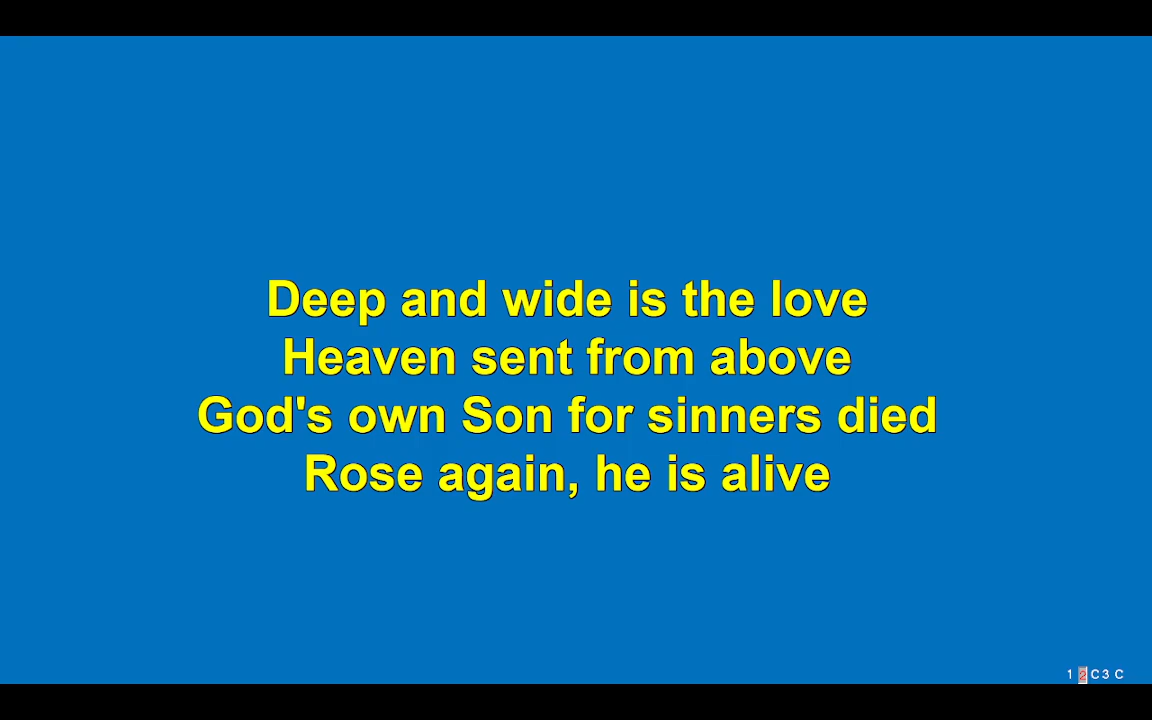 Deep and wide is the love
Heaven sent from above
God's own Son for sinners died
Rose again, he is alive
1 2 C 3 C